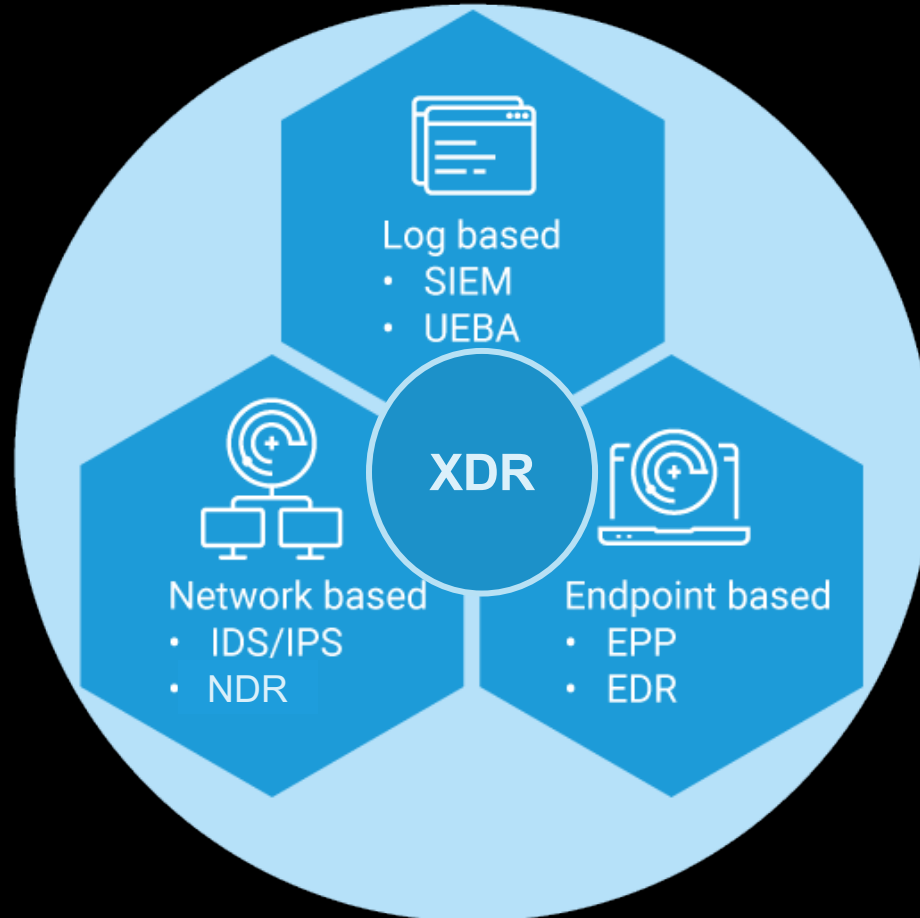 Log based
• SIEM
• UEBA
XDR
Network based
• IDS/IPS
• NDR
Endpoint based
• EPP
• EDR